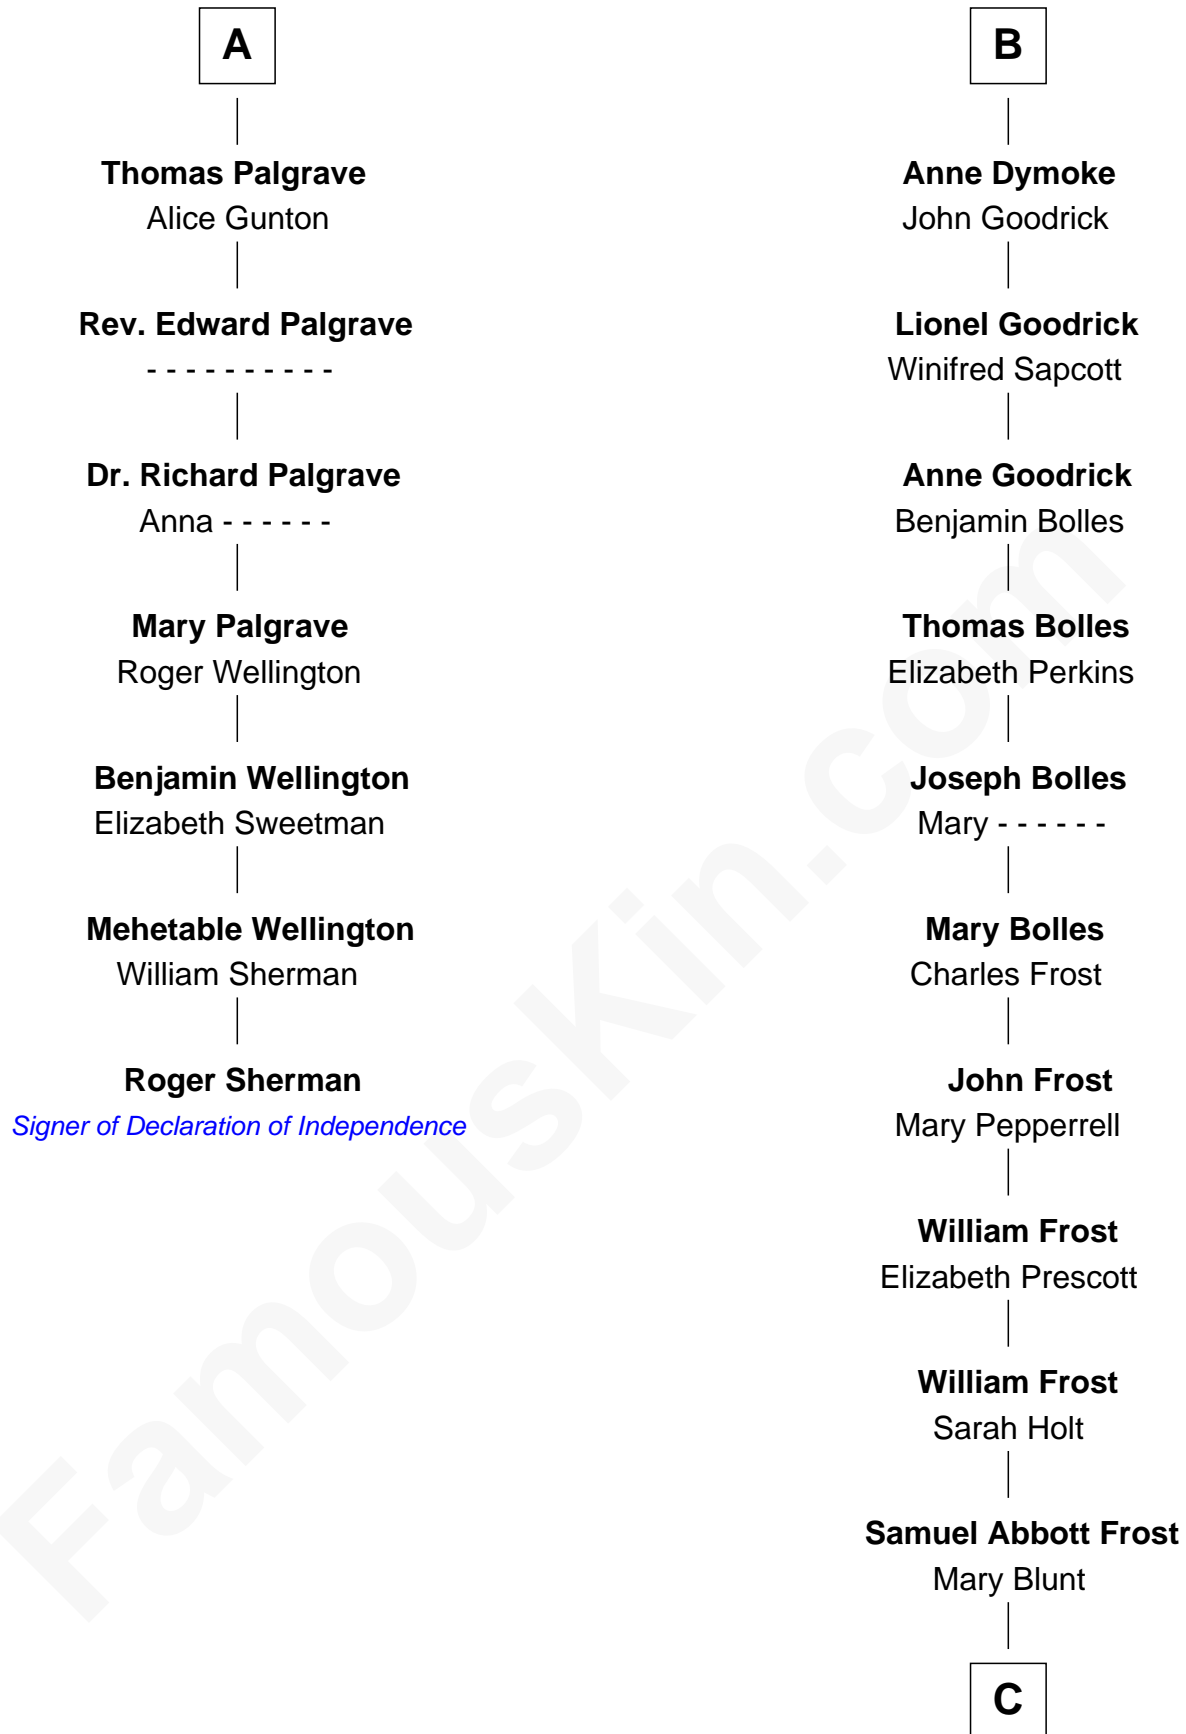 A
Thomas Palgrave
Alice Gunton
Rev. Edward Palgrave
- - - - - - - - - -
Dr. Richard Palgrave
Anna - - - - - -
Mary Palgrave
Roger Wellington
Benjamin Wellington
Elizabeth Sweetman
Mehetable Wellington
William Sherman
Roger Sherman
Signer of Declaration of Independence
B
Anne Dymoke
John Goodrick
Lionel Goodrick
Winifred Sapcott
Anne Goodrick
Benjamin Bolles
Thomas Bolles
Elizabeth Perkins
Joseph Bolles
Mary - - - - - -
Mary Bolles
Charles Frost
John Frost
Mary Pepperrell
William Frost
Elizabeth Prescott
William Frost
Sarah Holt
Samuel Abbott Frost
Mary Blunt
C
FamousKin.com